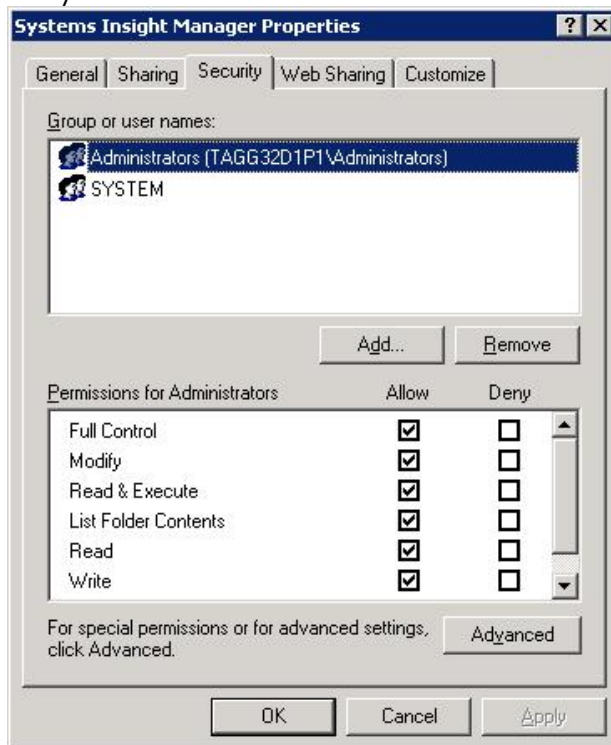 Systems Insight Manager Properties
General Sharing Security Web Sharing Customize
Group or user names:
Administrators (TAGG32D1P1\Administrators)
SYSTEM
Add... Remove
Permissions for Administrators Allow Deny
Full Control
Modify
Read & Execute
List Folder Contents
Read
Write
For special permissions or for advanced settings,
click Advanced.
Advanced
OK Cancel Apply